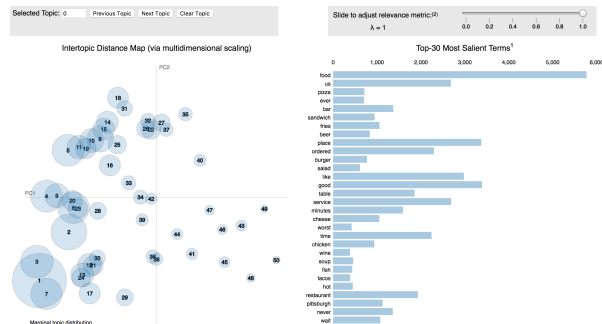 Selected Topic: 0 Previous Topic Next Topic Clear Topic
Slide to adjust relevance metric:(2)
λ = 1
0.0 0.2 0.4 0.6 0.8 1.0
Intertopic Distance Map (via multidimensional scaling)
PC2
PC1
18
31
35
14
15
32
27
26
22
37
10
8
25
5
11
19
40
16
33
4
9
34
42
20
6
23
28
47
49
39
46
43
2
44
30
36
38
41
3
12
21
45
50
13
24
1
48
7
17
29
Marginal topic distribution
Top-30 Most Salient Terms1
0 1,000 2,000 3,000 4,000 5,000 6,000
food
us
pizza
ever
bar
sandwich
fries
beer
place
ordered
burger
salad
like
good
table
service
minutes
cheese
worst
time
chicken
wine
soup
fish
tacos
hot
restaurant
pittsburgh
never
wait